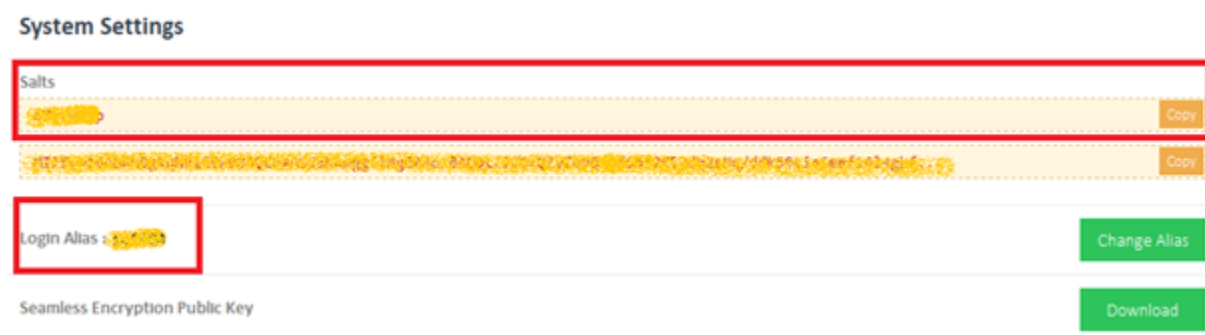 System Settings
Salts
Copy
Copy
Login Alias :
Change Alias
Seamless Encryption Public Key
Download